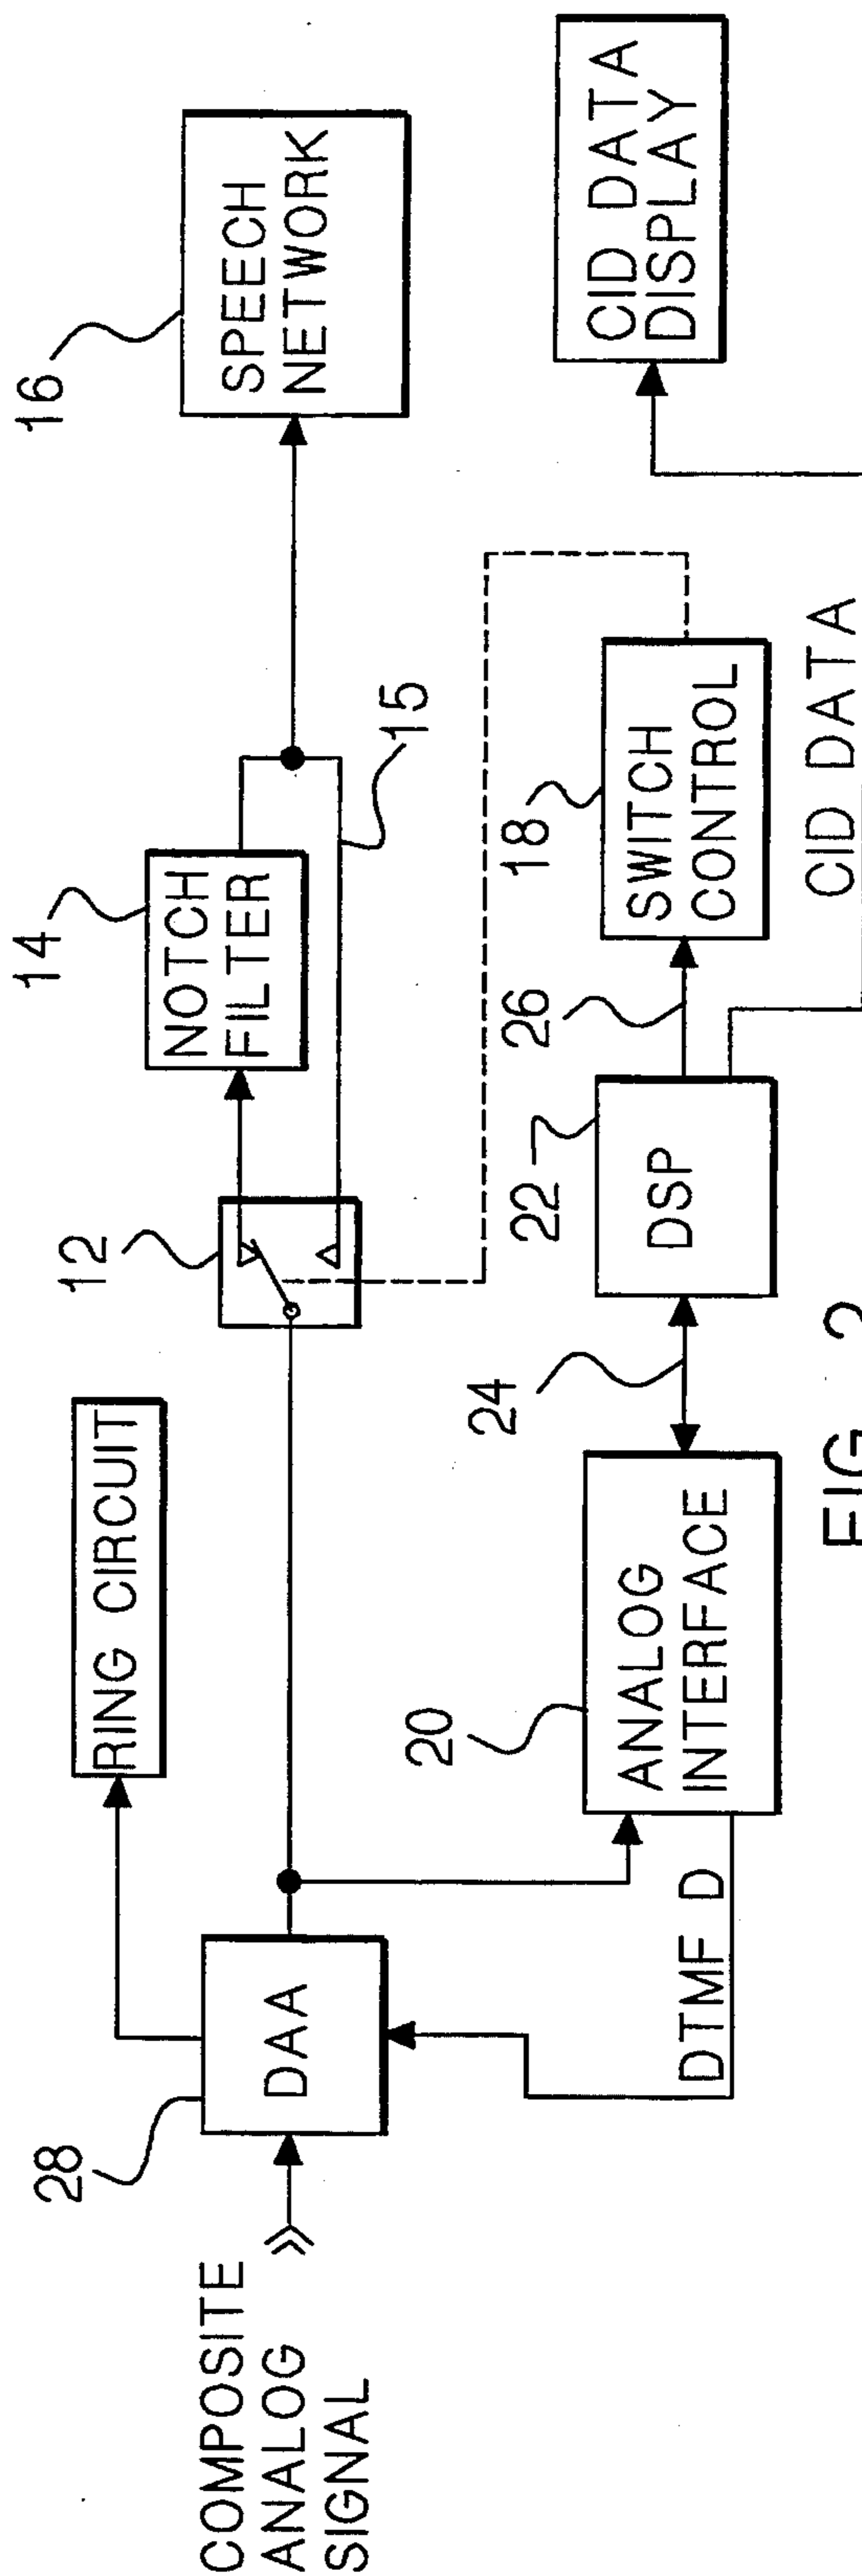 COMPOSITE
ANALOG
SIGNAL
28
DAA
RING CIRCUIT
12
14
NOTCH
FILTER
15
16
SPEECH
NETWORK
DTMF D
20
ANALOG
INTERFACE
24
22
DSP
26
18
SWITCH
CONTROL
CID DATA
CID DATA
DISPLAY
FIG. 2